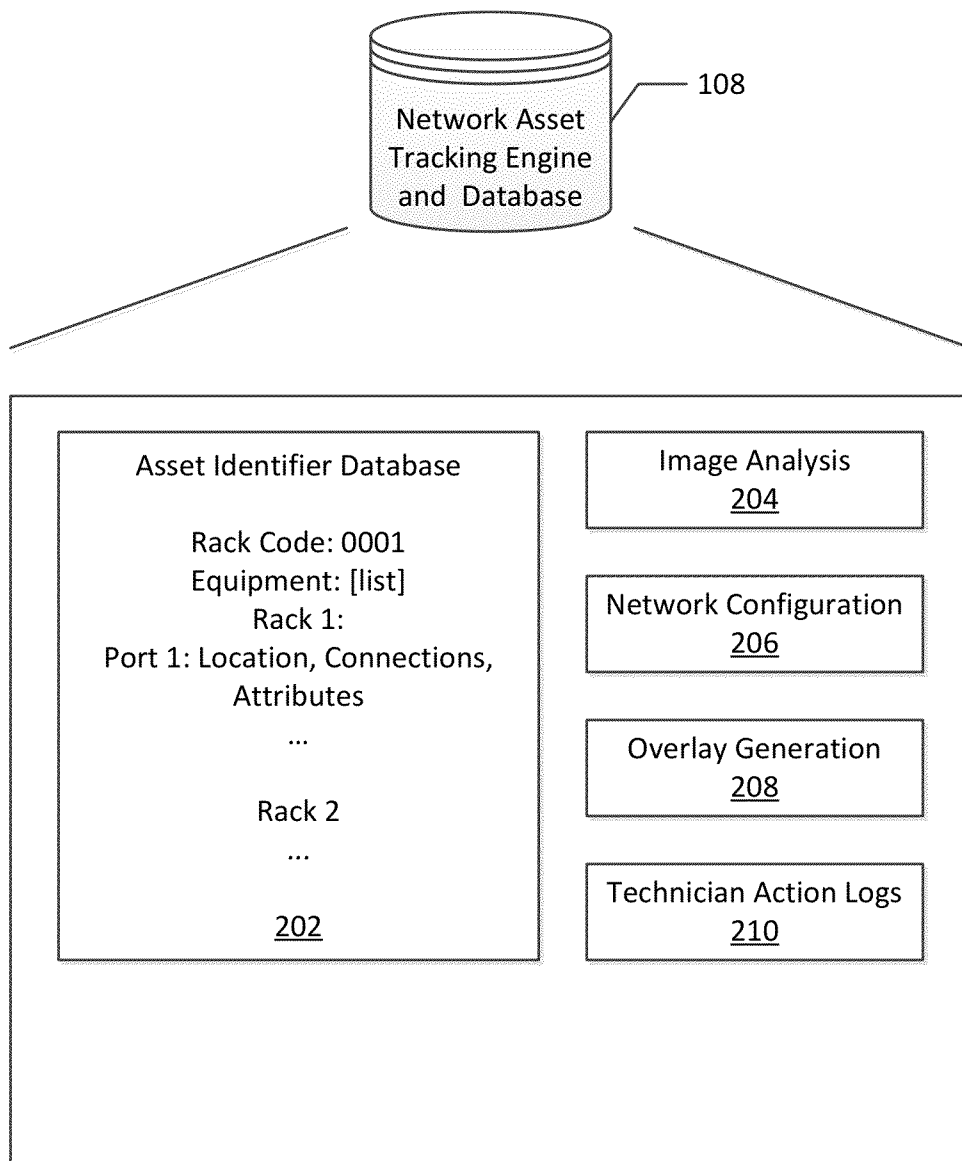 108
Network Asset
Tracking Engine
and Database
Asset Identifier Database
Rack Code: 0001
Equipment: [list]
Rack 1:
Port 1: Location, Connections,
Attributes
...
Rack 2
...
202
Image Analysis
204
Network Configuration
206
Overlay Generation
208
Technician Action Logs
210